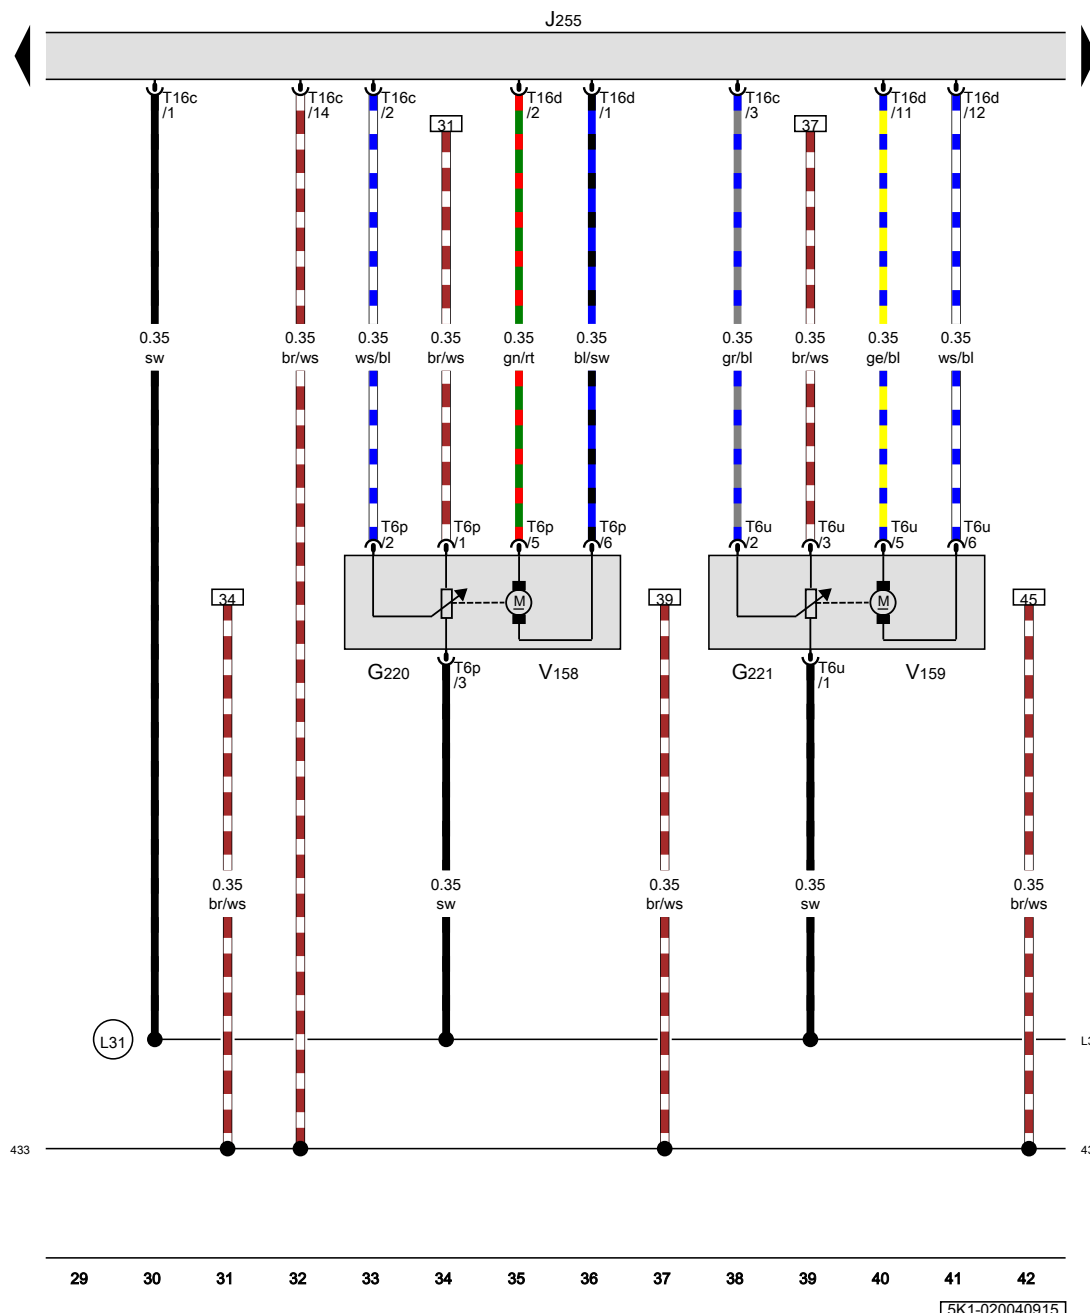 J255
T16c T16c T16c T16d T16d T16c T16d T16d
/1 /14 /2 /2 /1 /3 /11 /12
31 37
0.35 0.35 0.35 0.35 0.35 0.35 0.35 0.35 0.35 0.35
sw br/ws ws/bl br/ws gn/rt bl/sw gr/bl br/ws ge/bl ws/bl
T6p T6p T6p T6p T6u T6u T6u T6u
/2 /1 /5 /6 /2 /3 /5 /6
34 M 39 M 45
G220 T6p V158 G221 T6u V159
/3 /1
0.35 0.35 0.35 0.35 0.35
br/ws sw br/ws sw br/ws
L31
433
29 30 31 32 33 34 35 36 37 38 39 40 41 42
5K1-020040915